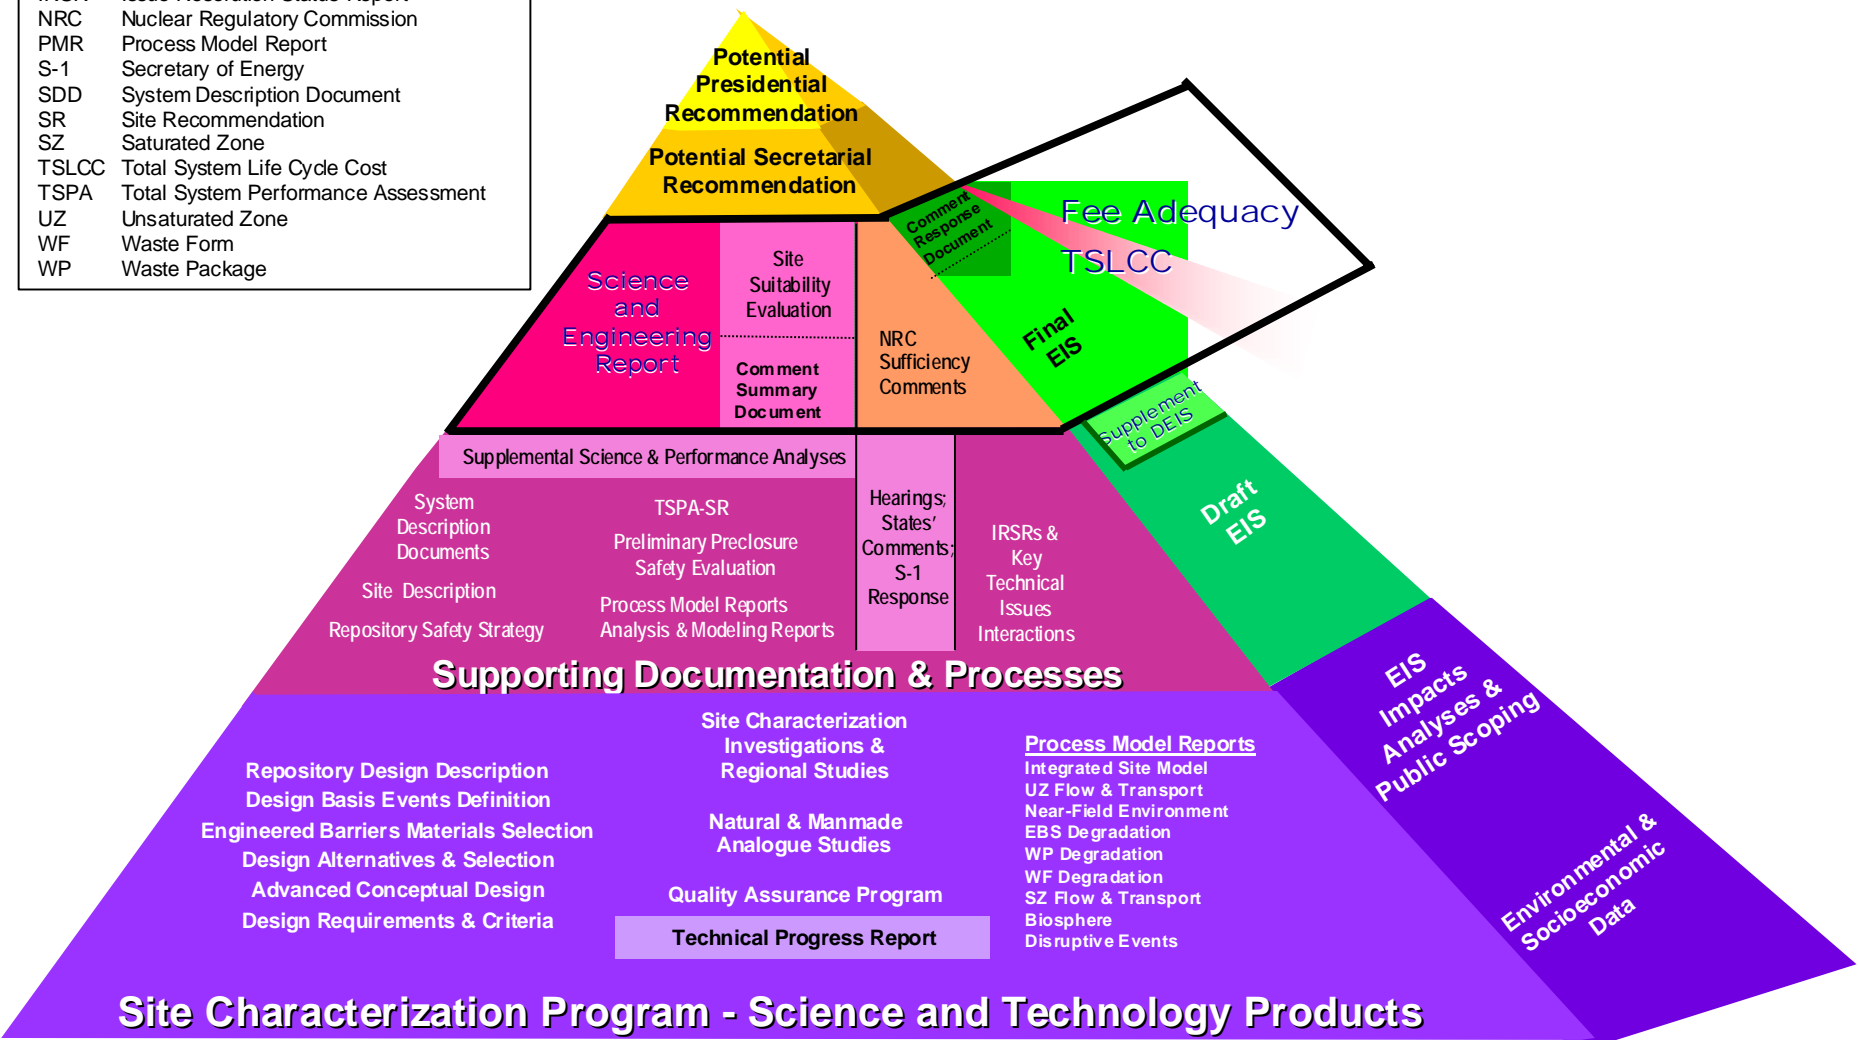 NRC Nuclear Regulatory Commission
PMR Process Model Report
S-1 Secretary of Energy
SDD System Description Document
SR Site Recommendation
SZ Saturated Zone
TSLCC Total System Life Cycle Cost
TSPA Total System Performance Assessment
UZ Unsaturated Zone
WF Waste Form
WP Waste Package
Potential
Presidential
Recommendation
Potential Secretarial
Recommendation
Science
and
Engineering
Report
Site
Suitability
Evaluation
Comment
Summary
Document
NRC
Sufficiency
Comments
Comment
Response
Document
Fee Adequacy
TSLCC
Final
EIS
Supplement
to DEIS
Draft
EIS
Supplemental Science & Performance Analyses
System
Description
Documents
Site Description
Repository Safety Strategy
TSPA-SR
Preliminary Preclosure
Safety Evaluation
Process Model Reports
Analysis & Modeling Reports
Hearings;
States'
Comments;
S-1
Response
IRSRs &
Key
Technical
Issues
Interactions
Supporting Documentation & Processes
EIS
Impacts
Analyses &
Public Scoping
Environmental &
Socioeconomic
Data
Repository Design Description
Design Basis Events Definition
Engineered Barriers Materials Selection
Design Alternatives & Selection
Advanced Conceptual Design
Design Requirements & Criteria
Site Characterization
Investigations &
Regional Studies
Natural & Manmade
Analogue Studies
Quality Assurance Program
Technical Progress Report
Process Model Reports
Integrated Site Model
UZ Flow & Transport
Near-Field Environment
EBS Degradation
WP Degradation
WF Degradation
SZ Flow & Transport
Biosphere
Disruptive Events
Site Characterization Program - Science and Technology Products